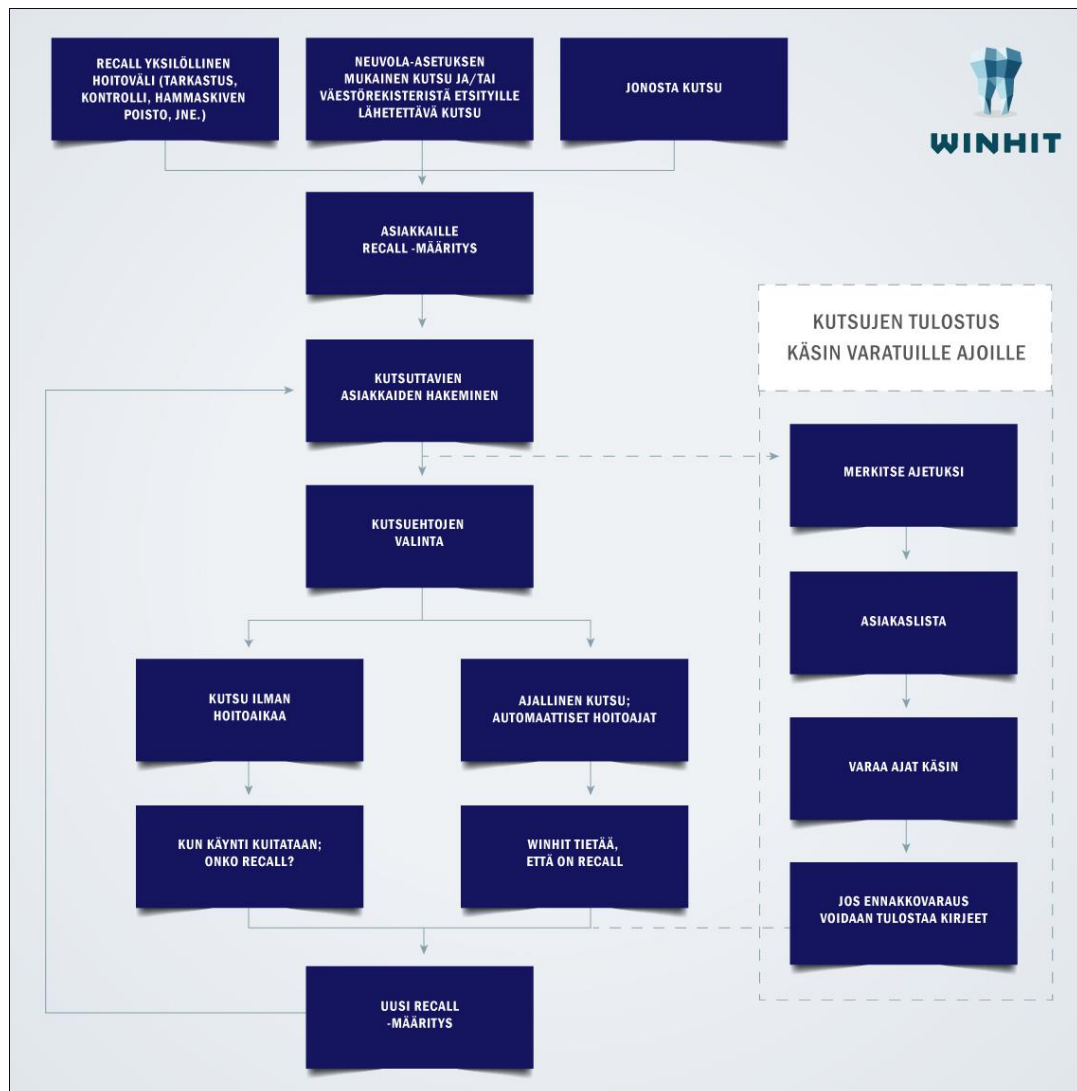 RECALL YKSILÖLLINEN
HOITOVÄLI (TARKASTUS,
KONTROLLI, HAMMASKIVEN
POISTO, JNE.)
NEUVOLA-ASETUKSEN
MUKAINEN KUTSU JA/TAI
VÄESTÖREKISTERISTÄ ETSITYILLE
LÄHETETTÄVÄ KUTSU
JONOSTA KUTSU
WINHIT
ASIAKKAILLE
RECALL -MÄÄRITYS
KUTSUTTAVIEN
ASIAKKAIDEN HAKEMINEN
KUTSUEHTOJEN
VALINTA
KUTSU ILMAN
HOITOAIKAA
AJALLINEN KUTSU;
AUTOMAATTISET HOITOAJAT
KUN KÄYNTI KUITATAAN;
ONKO RECALL?
WINHIT TIETÄÄ,
ETTÄ ON RECALL
UUSI RECALL
-MÄÄRITYS
KUTSUJEN TULOSTUS
KÄSIN VARATUILLE AJOILLE
MERKITSE AJETUKSI
ASIAKASLISTA
VARAA AJAT KÄSIN
JOS ENNAKKOVARAUS
VOIDAAN TULOSTAA KIRJEET